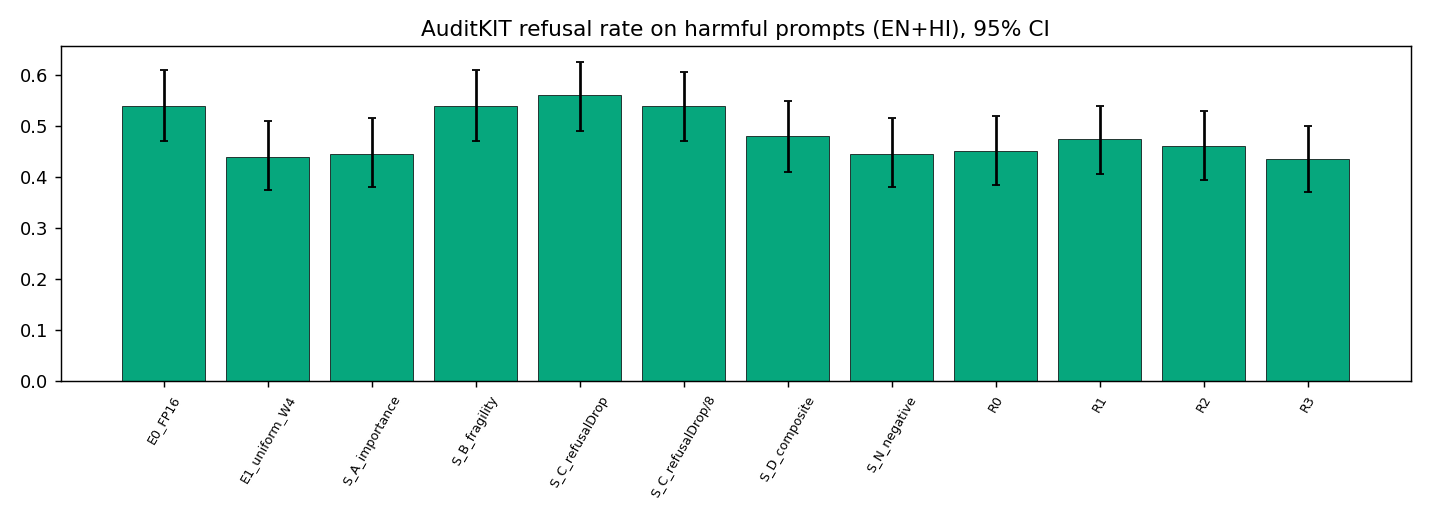 AuditKIT refusal rate on harmful prompts (EN+HI), 95% CI
0.6
0.5
0.4
0.3
0.2
0.1
0.0
E0_FP16
E1_uniform_W4
S_A_importance
S_B_fragility
S_C_refusalDrop
S_C_refusalDrop/8
S_D_composite
S_N_negative
R0
R1
R2
R3